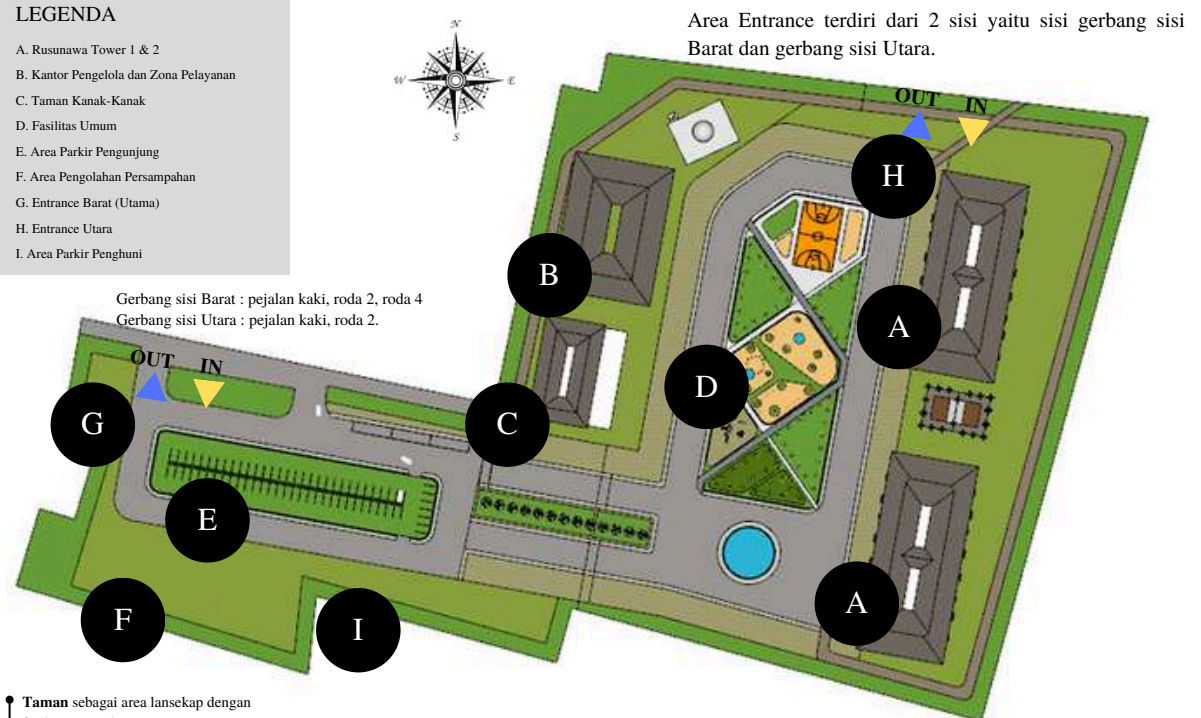 LEGENDA
A. Rusunawa Tower 1 & 2
B. Kantor Pengelola dan Zona Pelayanan
C. Taman Kanak-Kanak
D. Fasilitas Umum
E. Area Parkir Pengunjung
F. Area Pengolahan Persampahan
G. Entrance Barat (Utama)
H. Entrance Utara
I. Area Parkir Penghuni
N
W
E
S
Area Entrance terdiri dari 2 sisi yaitu sisi gerbang sisi
Barat dan gerbang sisi Utara.
OUT IN
H
B
Gerbang sisi Barat : pejalan kaki, roda 2, roda 4
Gerbang sisi Utara : pejalan kaki, roda 2.
A
OUT IN
D
G
C
E
A
F
I
Taman sebagai area lansekap dengan